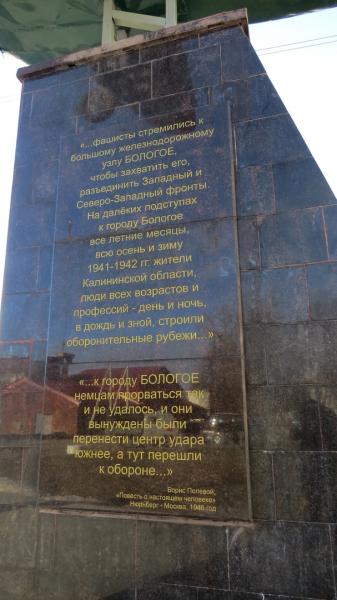 «...фашисты стремились к
большому железнодорожному
узлу БОЛОГОЕ,
чтобы захватить его,
разъединить Западный и
Северо-Западный фронты.
На далёких подступах
к городу Бологое
все летние месяцы,
всю осень и зиму
1941-1942 гг. жители
Калининской области,
люди всех возрастов и
профессий - день и ночь,
в дождь и зной, строили
оборонительные рубежи...»
«...к городу БОЛОГОЕ
немцам прорваться так
и не удалось, и они
вынуждены были
перенести центр удара
южнее, а тут перешли
к обороне...»
Борис Полевой,
«Повесть о настоящем человеке»
Нюрнберг - Москва, 1946 год